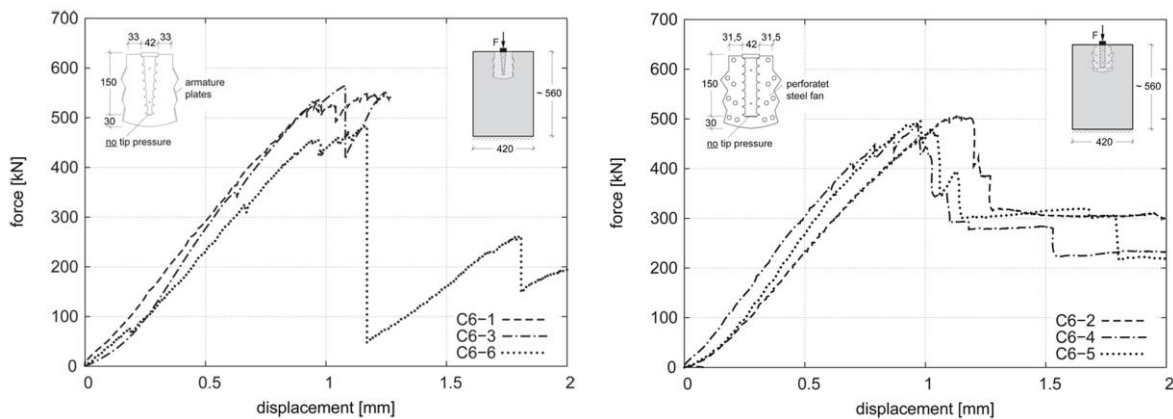 700
600
500
400
300
200
100
0
force [kN]
0 0.5 1 1.5 2
displacement [mm]
33 42 33
150
30
armature
plates
no tip pressure
F
~ 560
420
C6-1
C6-3
C6-6
700
600
500
400
300
200
100
0
force [kN]
0 0.5 1 1.5 2
displacement [mm]
31,5 42 31,5
150
30
perforatet
steel fan
no tip pressure
F
~ 560
420
C6-2
C6-4
C6-5